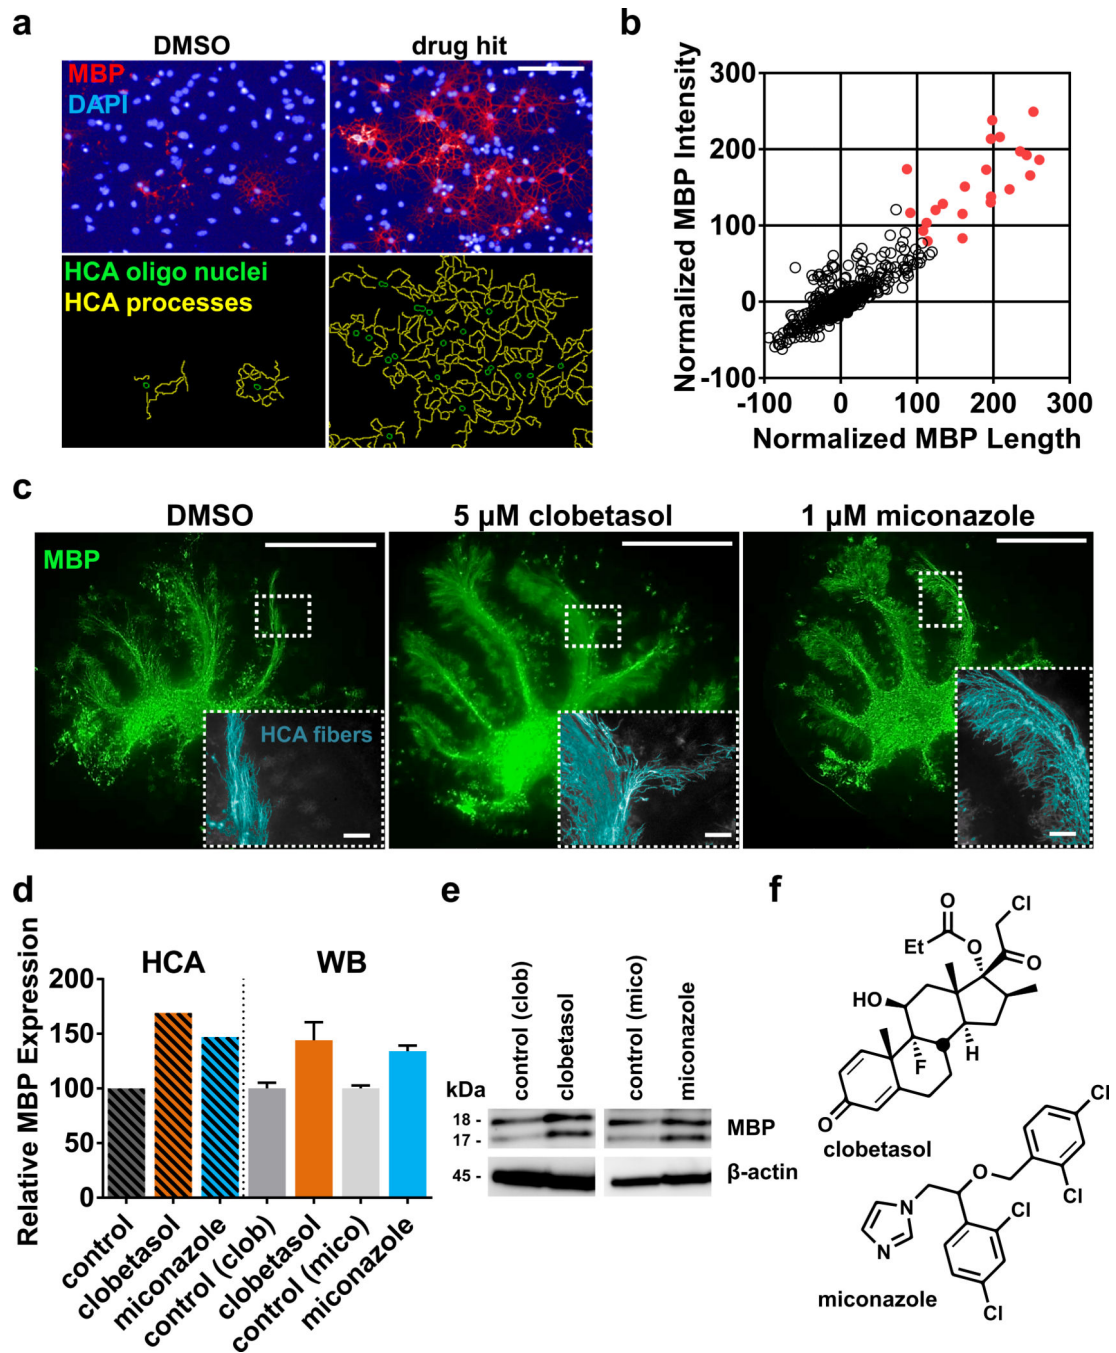 a
DMSO
drug hit
MBP
DAPI
HCA oligo nuclei
HCA processes
b
Normalized MBP Intensity
300
200
100
0
-100
-100 0 100 200 300
Normalized MBP Length
c
DMSO
5 µM clobetasol
1 µM miconazole
MBP
HCA fibers
d
HCA
WB
Relative MBP Expression
200
150
100
50
0
control
clobetasol
miconazole
control (clob)
clobetasol
control (mico)
miconazole
e
control (clob)
clobetasol
control (mico)
miconazole
kDa
18 -
17 -
45 -
MBP
β-actin
f
O
Cl
Et
O
O
HO
F
H
O
clobetasol
Cl
O
Cl
N
N
Cl
Cl
miconazole